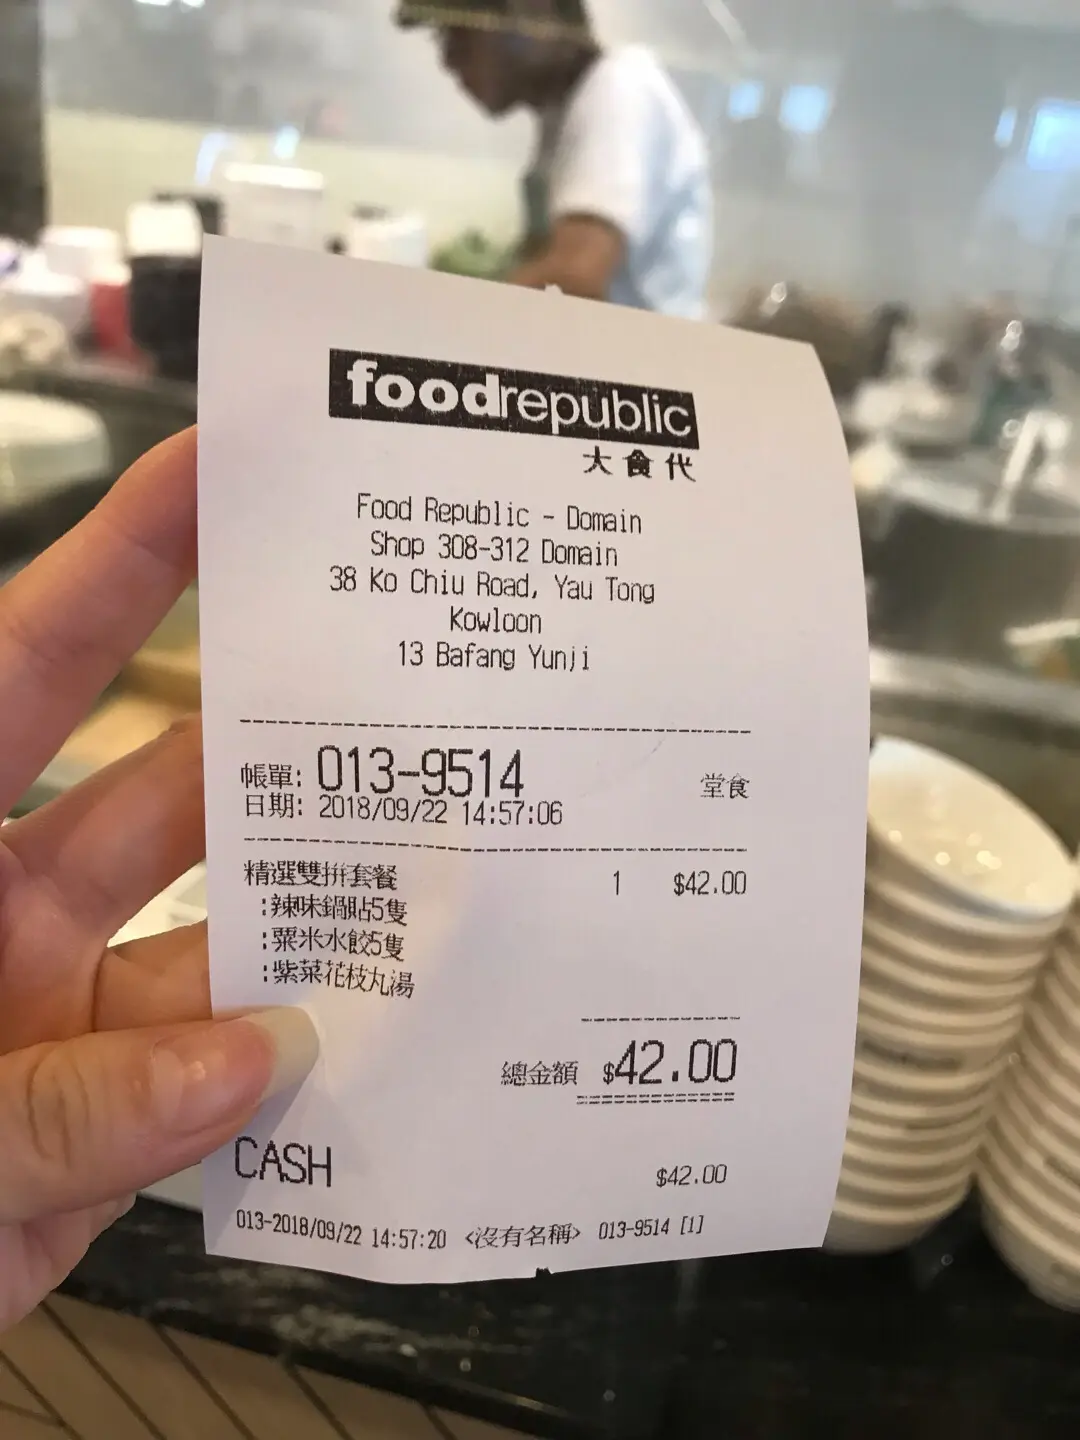 foodrepublic
大食代
Food Republic - Domain
Shop 308-312 Domain
38 Ko Chiu Road, Yau Tong
Kowloon
13 Bafang Yunji
帳單: 013-9514 堂食
日期: 2018/09/22 14:57:06
精選雙拼套餐 1 $42.00
:辣味鍋貼5隻
:粟米水餃5隻
:紫菜花枝丸湯
總金額 $42.00
CASH $42.00
013-2018/09/22 14:57:20 <沒有名稱> 013-9514 [1]